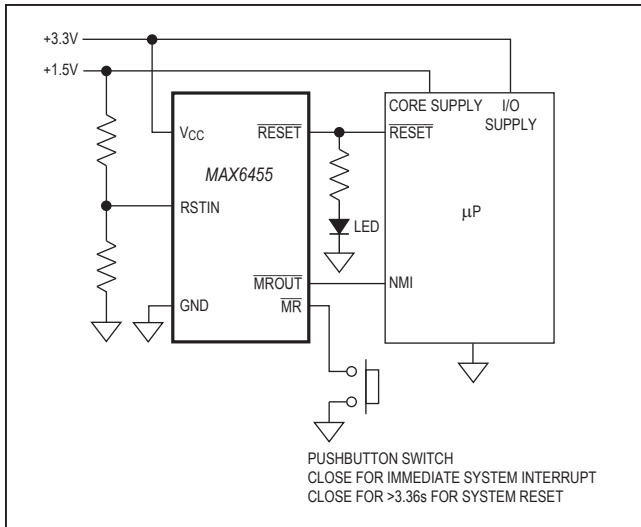 +3.3V
+1.5V
CORE SUPPLY
I/O
SUPPLY
VCC
RESET
RESET
MAX6455
RSTIN
LED
µP
MROUT
NMI
GND
MR
PUSHBUTTON SWITCH
CLOSE FOR IMMEDIATE SYSTEM INTERRUPT
CLOSE FOR >3.36s FOR SYSTEM RESET